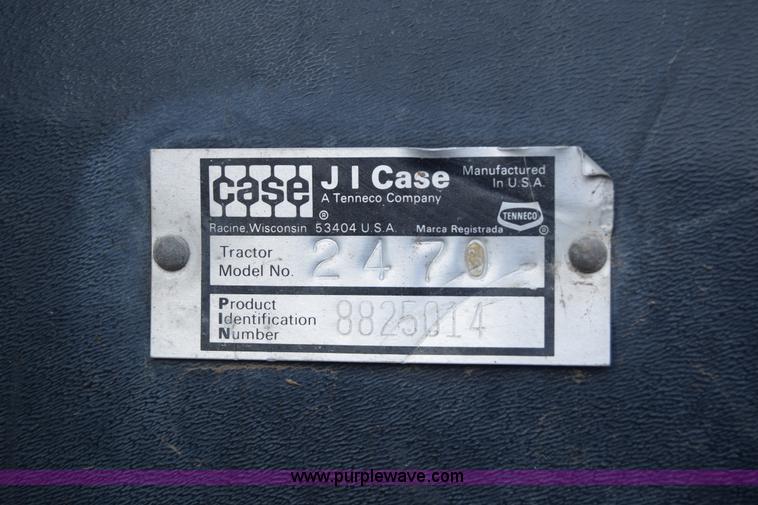 case
J I Case
A Tenneco Company
®
Manufactured
In U.S.A.
TENNECO
®
Racine, Wisconsin 53404 U.S.A.
Marca Registrada
Tractor
Model No. 2470
Product
Identification
Number
8825014
www.purplewave.com